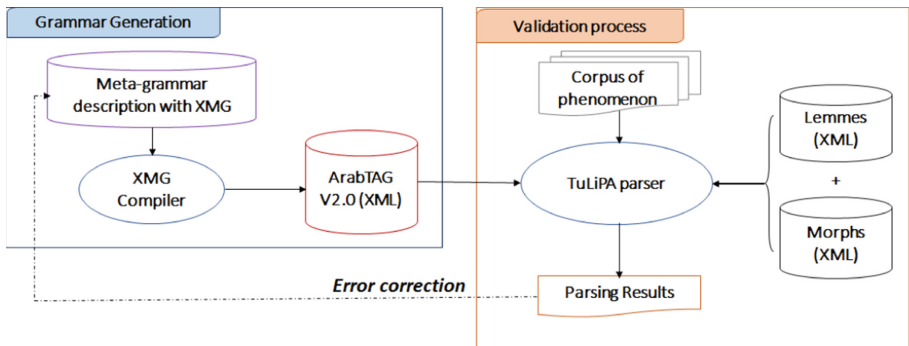 Grammar Generation
Meta-grammar
description with XMG
XMG
Compiler
ArabTAG
V2.0 (XML)
Validation process
Corpus of
phenomenon
TuLiPA parser
Lemmes
(XML)
+
Morphs
(XML)
Parsing Results
Error correction